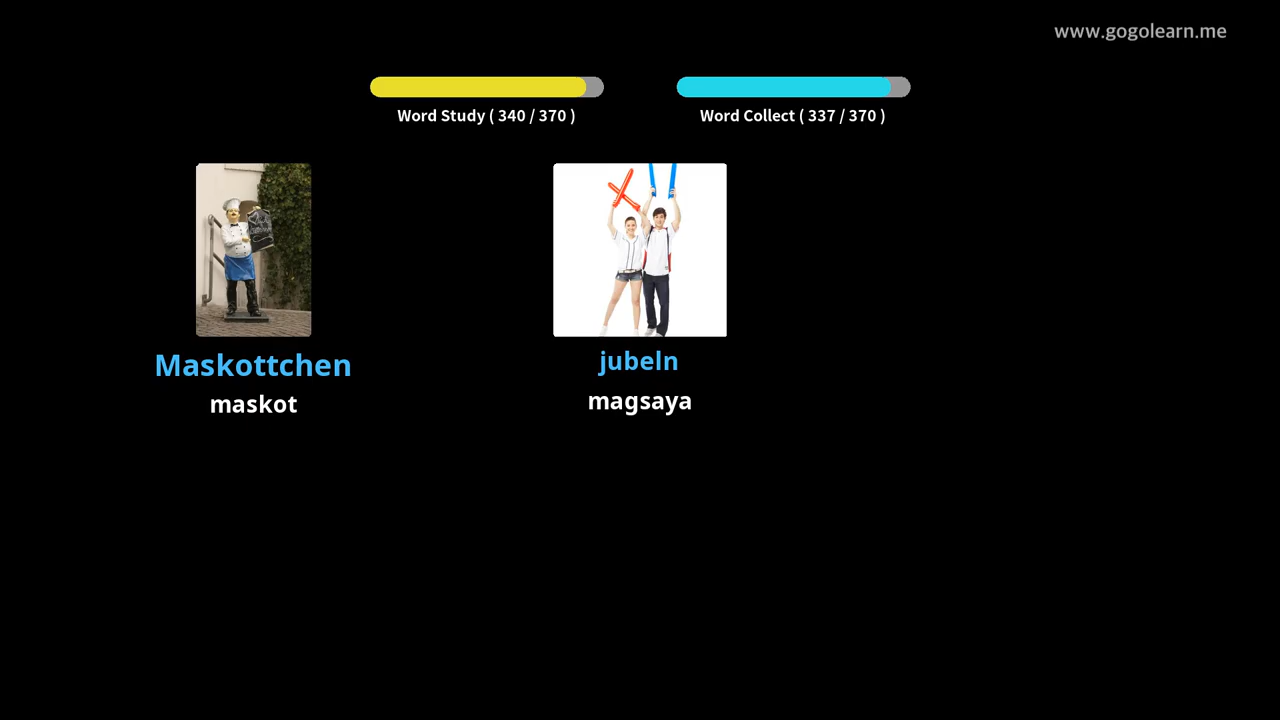 www.gogolearn.me
Word Study ( 340 / 370 )
Word Collect ( 337 / 370 )
Maskottchen
maskot
jubeln
magsaya